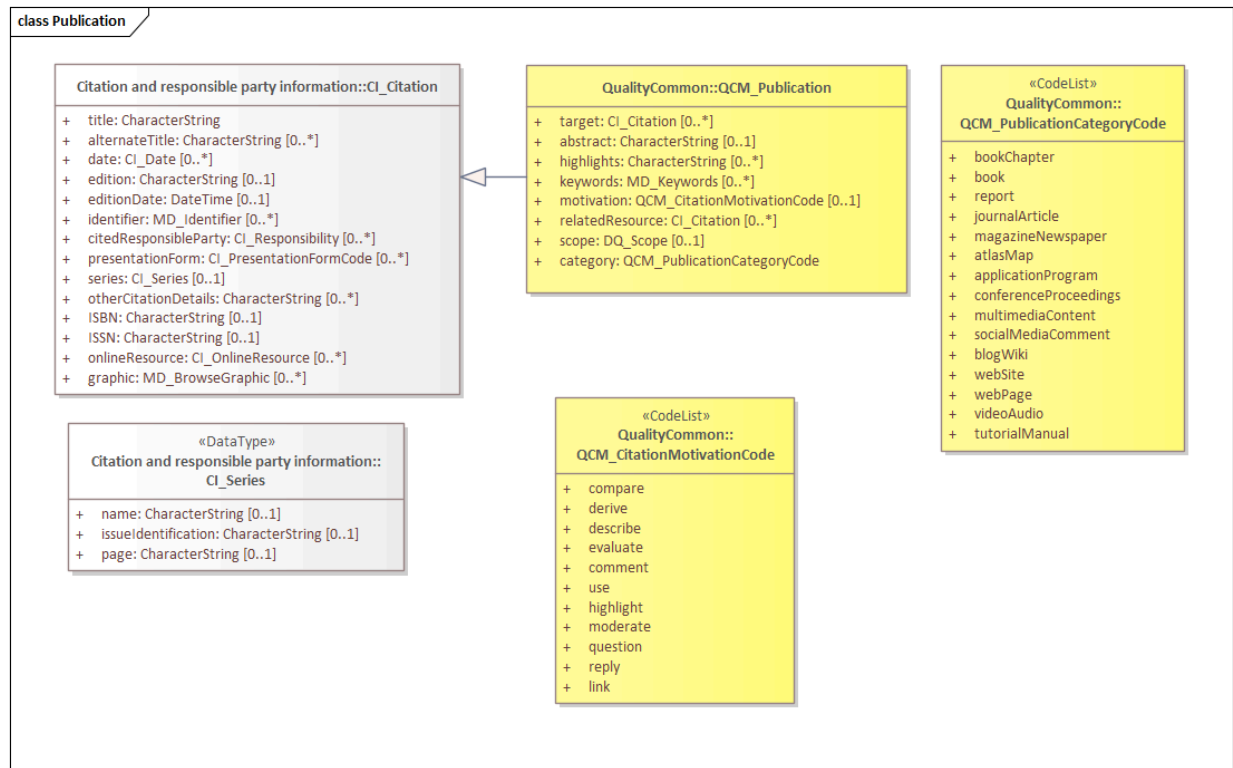 class Publication
Citation and responsible party information::CI_Citation
+ title: CharacterString
+ alternateTitle: CharacterString [0..*]
+ date: CI_Date [0..*]
+ edition: CharacterString [0..1]
+ editionDate: DateTime [0..1]
+ identifier: MD_Identifier [0..*]
+ citedResponsibleParty: CI_Responsibility [0..*]
+ presentationForm: CI_PresentationFormCode [0..*]
+ series: CI_Series [0..1]
+ otherCitationDetails: CharacterString [0..*]
+ ISBN: CharacterString [0..1]
+ ISSN: CharacterString [0..1]
+ onlineResource: CI_OnlineResource [0..*]
+ graphic: MD_BrowseGraphic [0..*]
QualityCommon::QCM_Publication
+ target: CI_Citation [0..*]
+ abstract: CharacterString [0..1]
+ highlights: CharacterString [0..*]
+ keywords: MD_Keywords [0..*]
+ motivation: QCM_CitationMotivationCode [0..1]
+ relatedResource: CI_Citation [0..*]
+ scope: DQ_Scope [0..1]
+ category: QCM_PublicationCategoryCode
«CodeList»
QualityCommon::
QCM_PublicationCategoryCode
+ bookChapter
+ book
+ report
+ journalArticle
+ magazineNewspaper
+ atlasMap
+ applicationProgram
+ conferenceProceedings
+ multimediaContent
+ socialMediaComment
+ blogWiki
+ webSite
+ webPage
+ videoAudio
+ tutorialManual
«DataType»
Citation and responsible party information::
CI_Series
+ name: CharacterString [0..1]
+ issueIdentification: CharacterString [0..1]
+ page: CharacterString [0..1]
«CodeList»
QualityCommon::
QCM_CitationMotivationCode
+ compare
+ derive
+ describe
+ evaluate
+ comment
+ use
+ highlight
+ moderate
+ question
+ reply
+ link